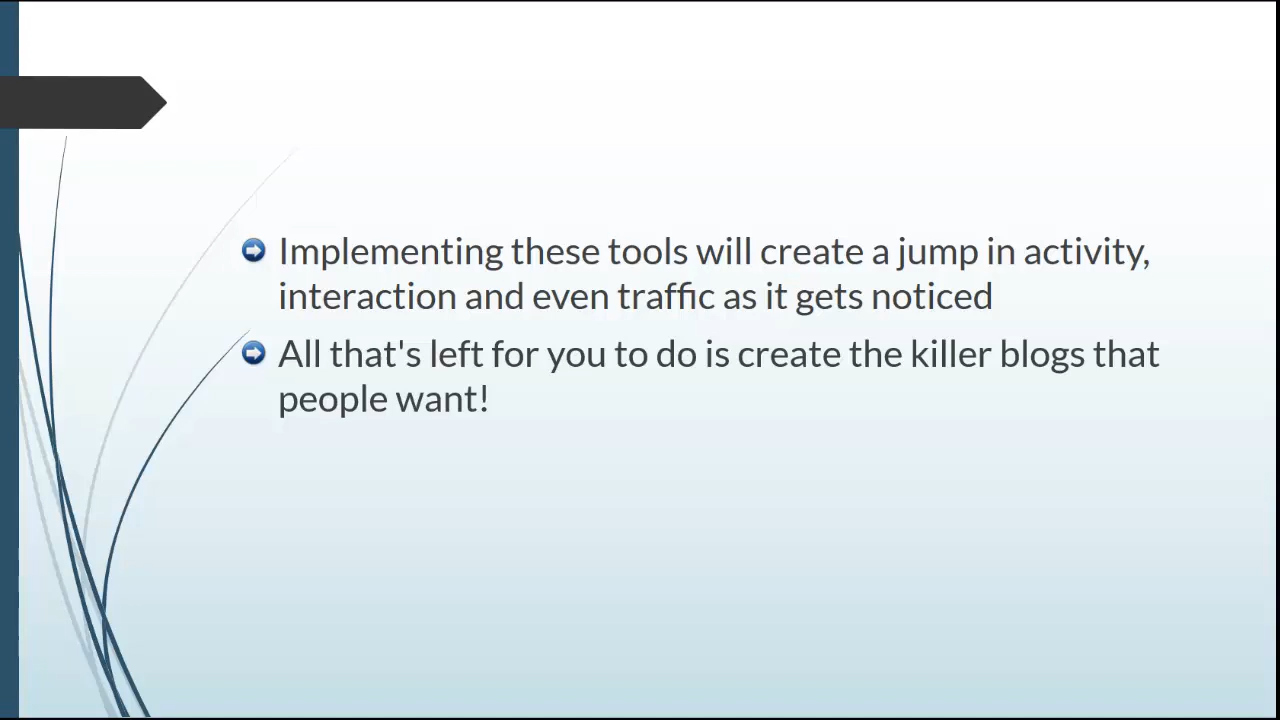 Implementing these tools will create a jump in activity,
interaction and even traffic as it gets noticed
All that's left for you to do is create the killer blogs that
people want!